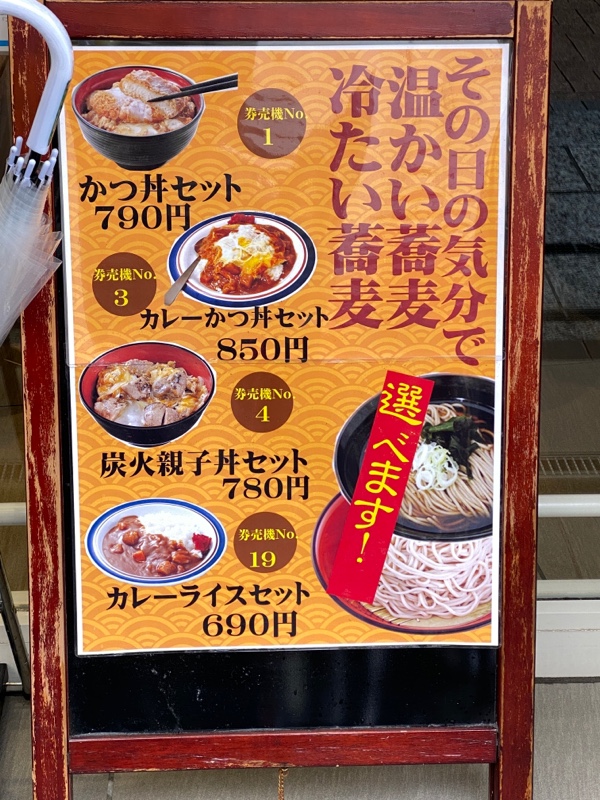 その日の気分で
温かい蕎麦
冷たい蕎麦
券売機No.
1
かつ丼セット
790円
券売機No.
3
カレーかつ丼セット
850円
券売機No.
4
炭火親子丼セット
780円
券売機No.
19
カレーライスセット
690円
選べます!